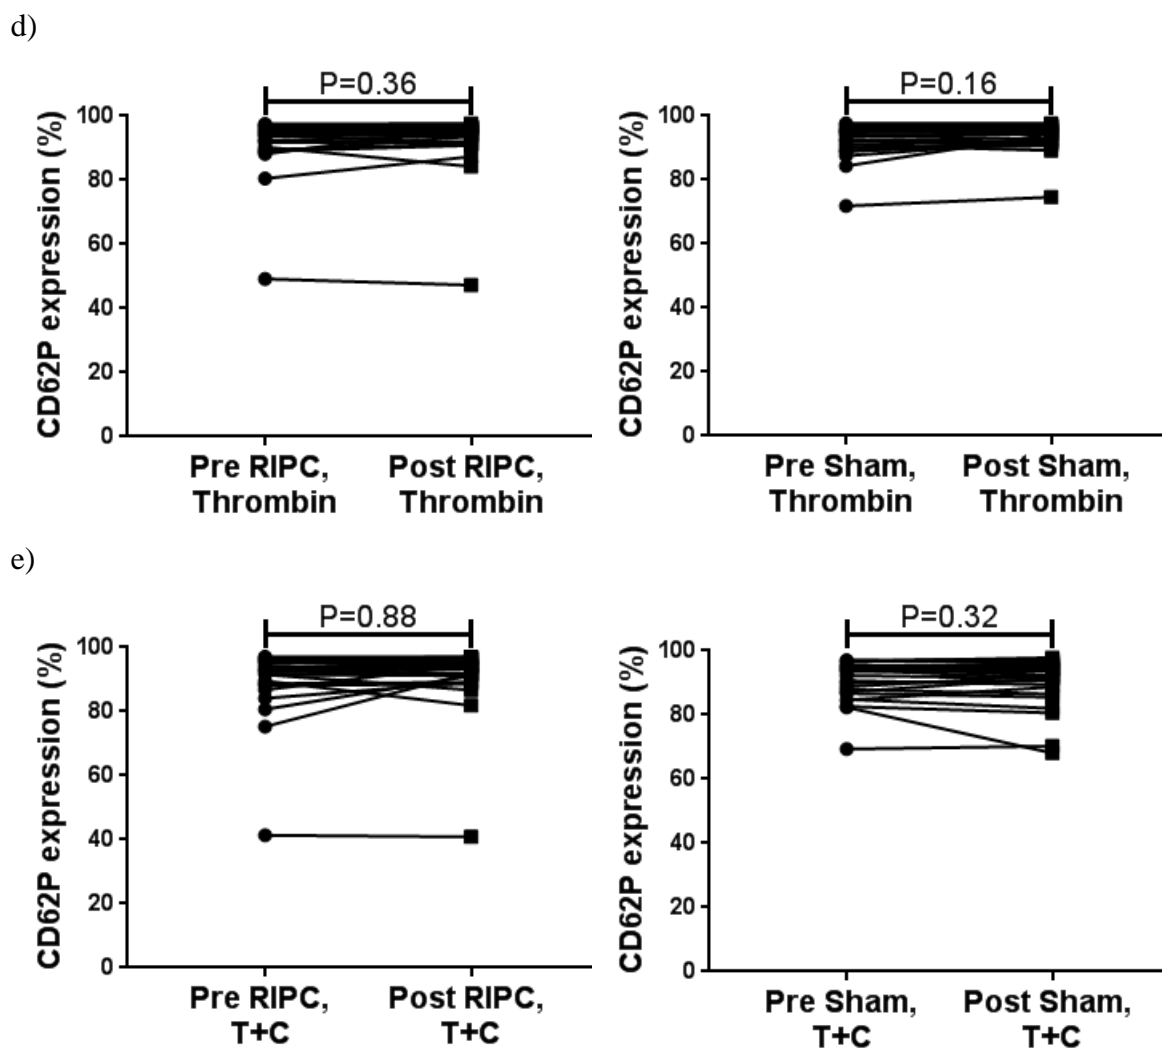 d)
P=0.36
CD62P expression (%)
100
80
60
40
20
0
Pre RIPC,
Thrombin
Post RIPC,
Thrombin
P=0.16
CD62P expression (%)
100
80
60
40
20
0
Pre Sham,
Thrombin
Post Sham,
Thrombin
e)
P=0.88
CD62P expression (%)
100
80
60
40
20
0
Pre RIPC,
T+C
Post RIPC,
T+C
P=0.32
CD62P expression (%)
100
80
60
40
20
0
Pre Sham,
T+C
Post Sham,
T+C